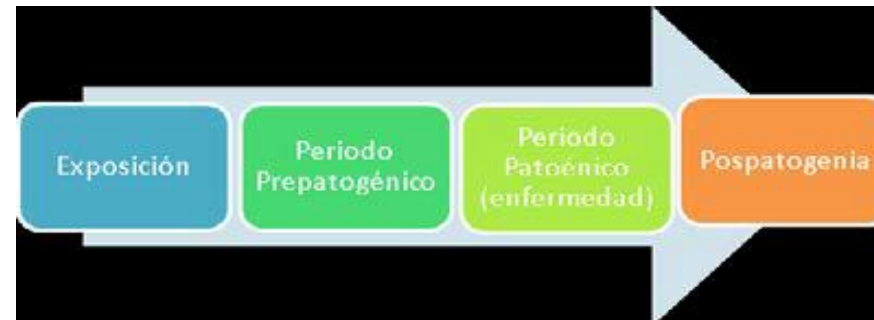 Exposición
Periodo
Prepatogénico
Periodo
Patoénico
(enfermedad)
Pospatogenia